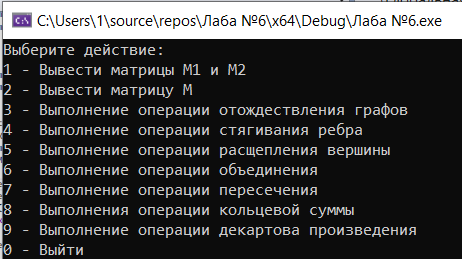 C:\Users\1\source\repos\Лаба №6\x64\Debug\Лаба №6.exe
Выберите действие:
1 - Вывести матрицы М1 и М2
2 - Вывести матрицу М
3 - Выполнение операции отождествления графов
4 - Выполнение операции стягивания ребра
5 - Выполнение операции расщепления вершины
6 - Выполнение операции объединения
7 - Выполнение операции пересечения
8 - Выполнение операции кольцевой суммы
9 - Выполнение операции декартова произведения
0 - Выйти